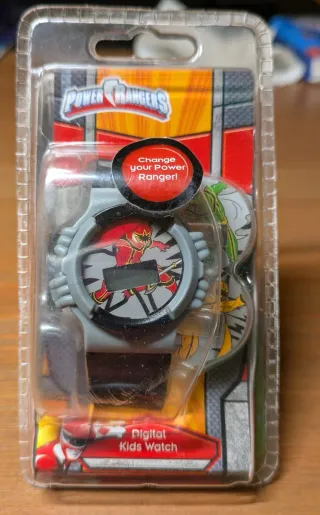 POWER RANGERS
Change
your Power
Ranger!
Digital
Kids Watch